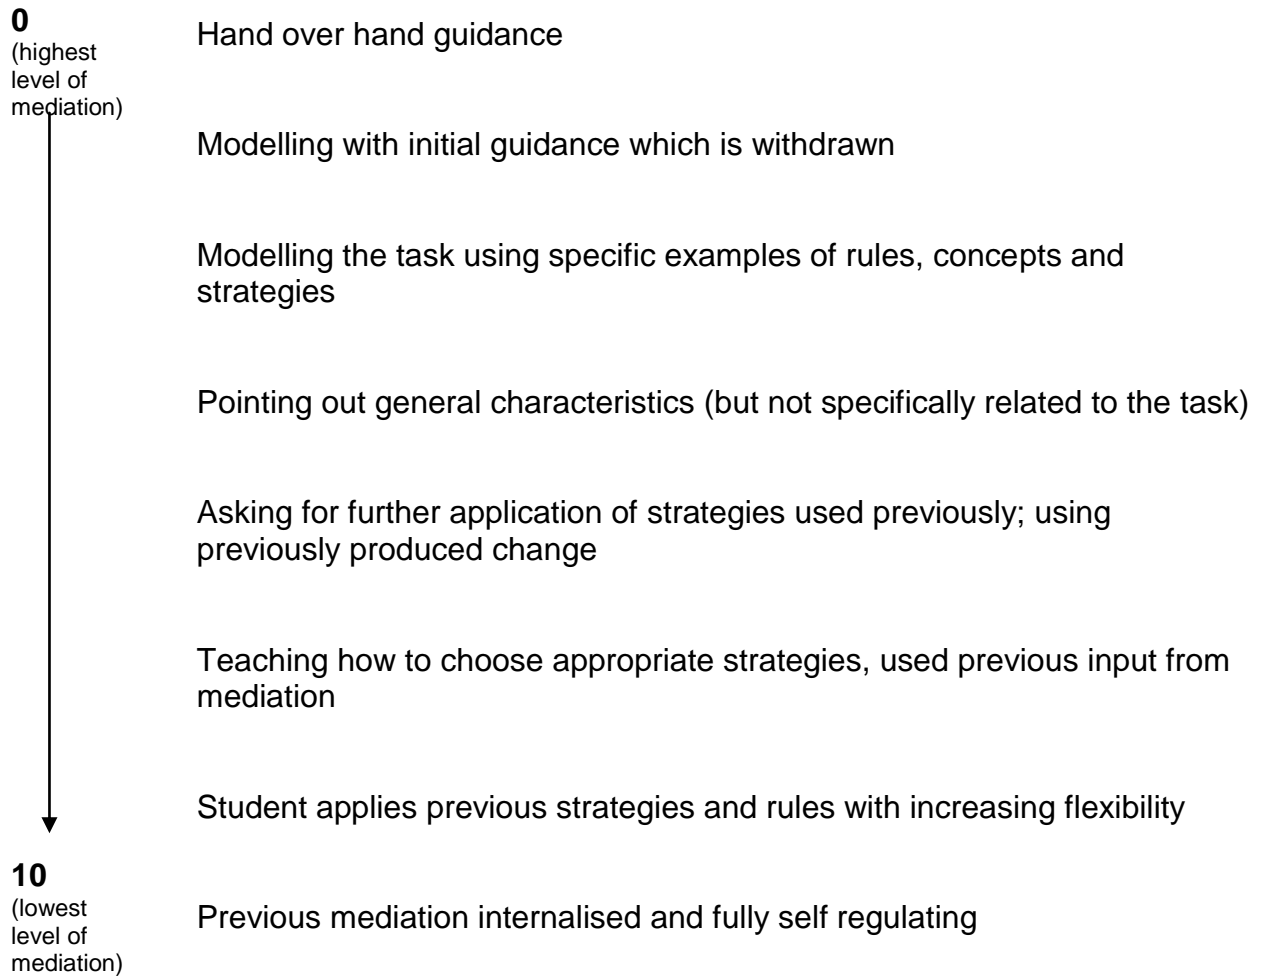 0
(highest
level of
mediation)
Hand over hand guidance
Modelling with initial guidance which is withdrawn
Modelling the task using specific examples of rules, concepts and
strategies
Pointing out general characteristics (but not specifically related to the task)
Asking for further application of strategies used previously; using
previously produced change
Teaching how to choose appropriate strategies, used previous input from
mediation
Student applies previous strategies and rules with increasing flexibility
10
(lowest
level of
mediation)
Previous mediation internalised and fully self regulating